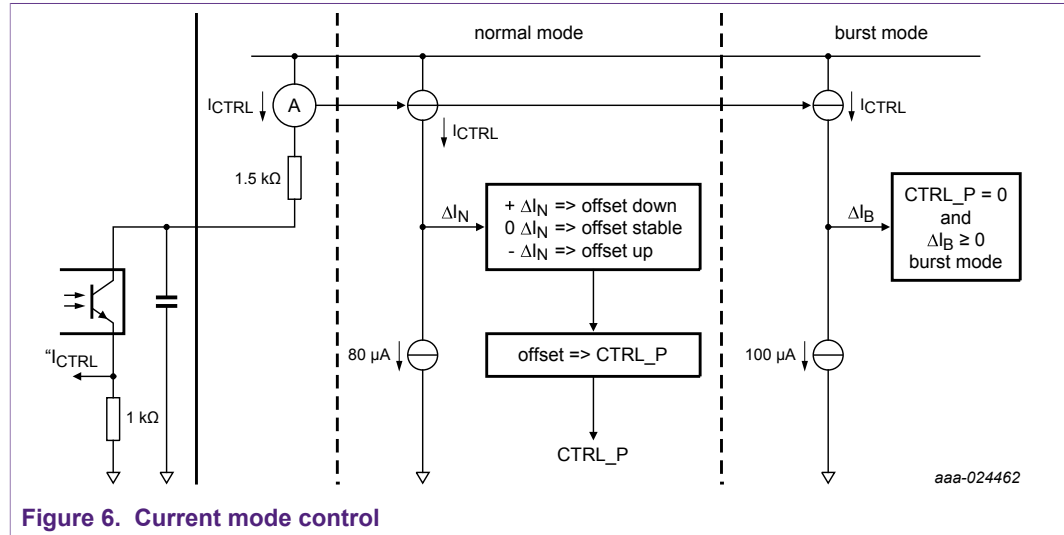 normal mode
burst mode
ICTRL
A
ICTRL
ICTRL
1.5 kΩ
ΔIN
+ ΔIN => offset down
0 ΔIN => offset stable
- ΔIN => offset up
ΔIB
CTRL_P = 0
and
ΔIB ≥ 0
burst mode
80 µA
offset => CTRL_P
100 µA
“ICTRL
1 kΩ
CTRL_P
aaa-024462
Figure 6. Current mode control